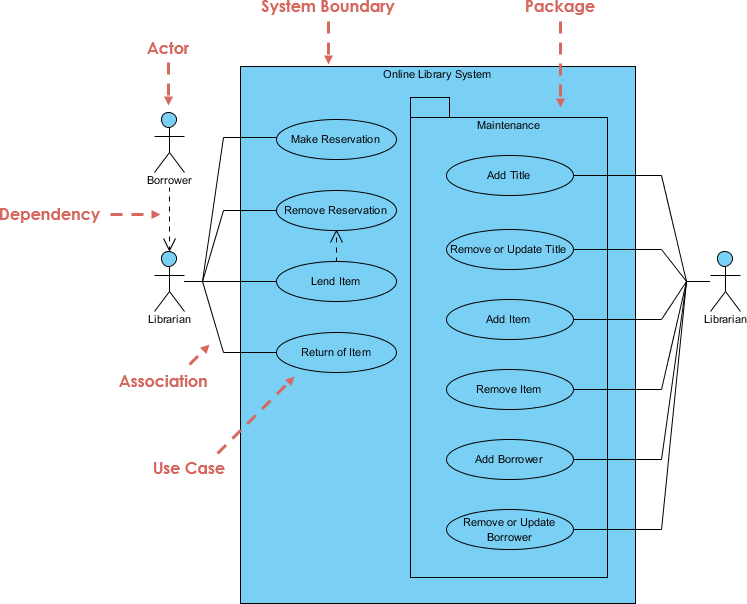 System Boundary
Package
Actor
Online Library System
Maintenance
Make Reservation
Add Title
Borrower
Remove Reservation
Dependency
Remove or Update Title
Lend Item
Librarian
Add Item
Librarian
Return of Item
Association
Remove Item
Use Case
Add Borrower
Remove or Update
Borrower